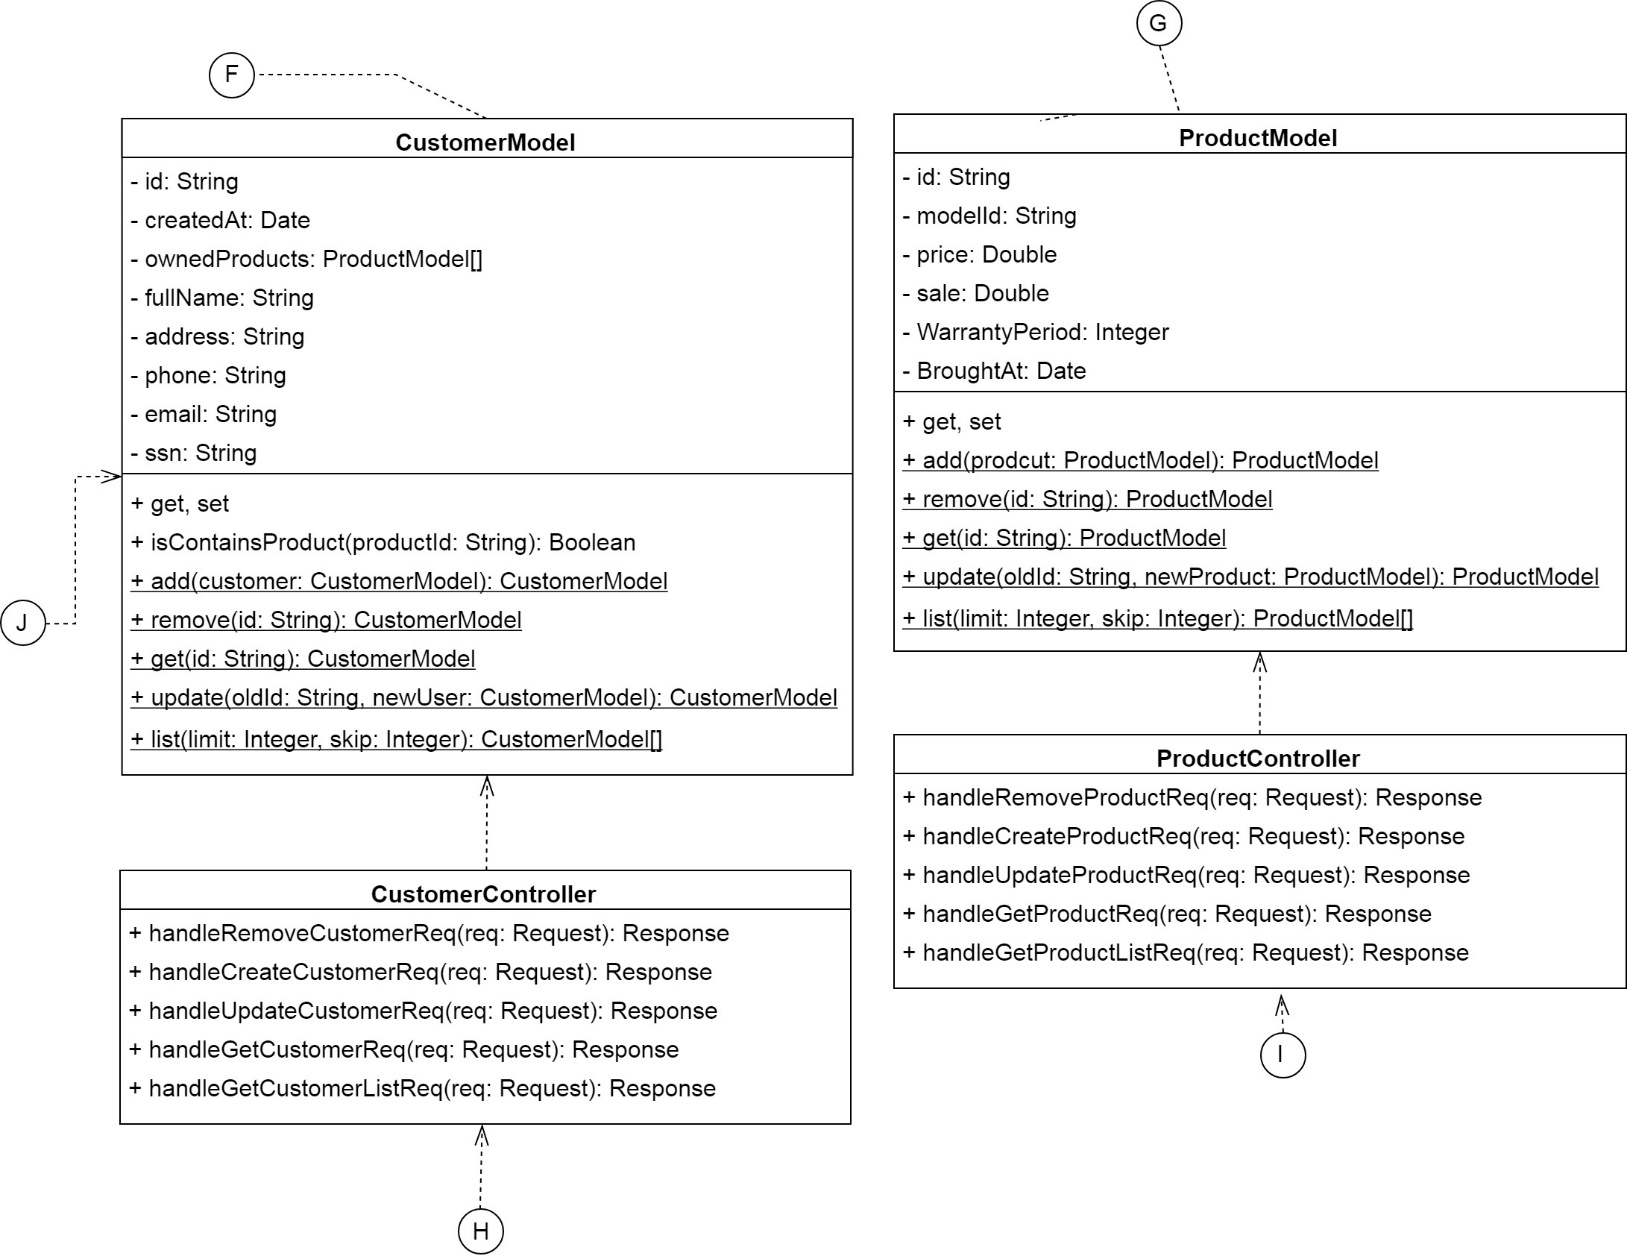 F
G
CustomerModel
- id: String
- createdAt: Date
- ownedProducts: ProductModel[]
- fullName: String
- address: String
- phone: String
- email: String
- ssn: String
+ get, set
+ isContainsProduct(productId: String): Boolean
+ add(customer: CustomerModel): CustomerModel
+ remove(id: String): CustomerModel
+ get(id: String): CustomerModel
+ update(oldId: String, newUser: CustomerModel): CustomerModel
+ list(limit: Integer, skip: Integer): CustomerModel[]
J
CustomerController
+ handleRemoveCustomerReq(req: Request): Response
+ handleCreateCustomerReq(req: Request): Response
+ handleUpdateCustomerReq(req: Request): Response
+ handleGetCustomerReq(req: Request): Response
+ handleGetCustomerListReq(req: Request): Response
H
ProductModel
- id: String
- modelId: String
- price: Double
- sale: Double
- WarrantyPeriod: Integer
- BroughtAt: Date
+ get, set
+ add(prodcut: ProductModel): ProductModel
+ remove(id: String): ProductModel
+ get(id: String): ProductModel
+ update(oldId: String, newProduct: ProductModel): ProductModel
+ list(limit: Integer, skip: Integer): ProductModel[]
ProductController
+ handleRemoveProductReq(req: Request): Response
+ handleCreateProductReq(req: Request): Response
+ handleUpdateProductReq(req: Request): Response
+ handleGetProductReq(req: Request): Response
+ handleGetProductListReq(req: Request): Response
I